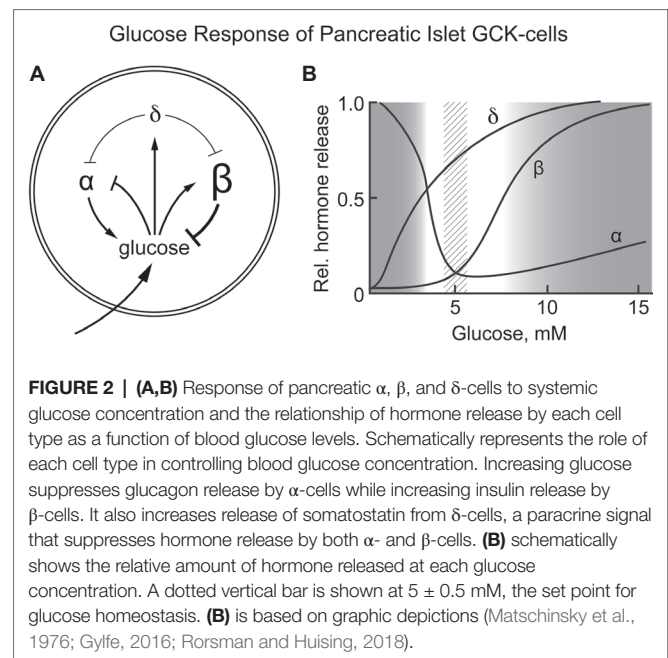 Glucose Response of Pancreatic Islet GCK-cells
A
δ
α
β
glucose
B
Rel. hormone release
1.0
0.5
0
δ
β
α
5
10
15
Glucose, mM
FIGURE 2 | (A,B) Response of pancreatic α, β, and δ-cells to systemic
glucose concentration and the relationship of hormone release by each cell
type as a function of blood glucose levels. Schematically represents the role of
each cell type in controlling blood glucose concentration. Increasing glucose
suppresses glucagon release by α-cells while increasing insulin release by
β-cells. It also increases release of somatostatin from δ-cells, a paracrine signal
that suppresses hormone release by both α- and β-cells. (B) schematically
shows the relative amount of hormone released at each glucose
concentration. A dotted vertical bar is shown at 5 ± 0.5 mM, the set point for
glucose homeostasis. (B) is based on graphic depictions (Matschinsky et al.,
1976; Gylfe, 2016; Rorsman and Huising, 2018).